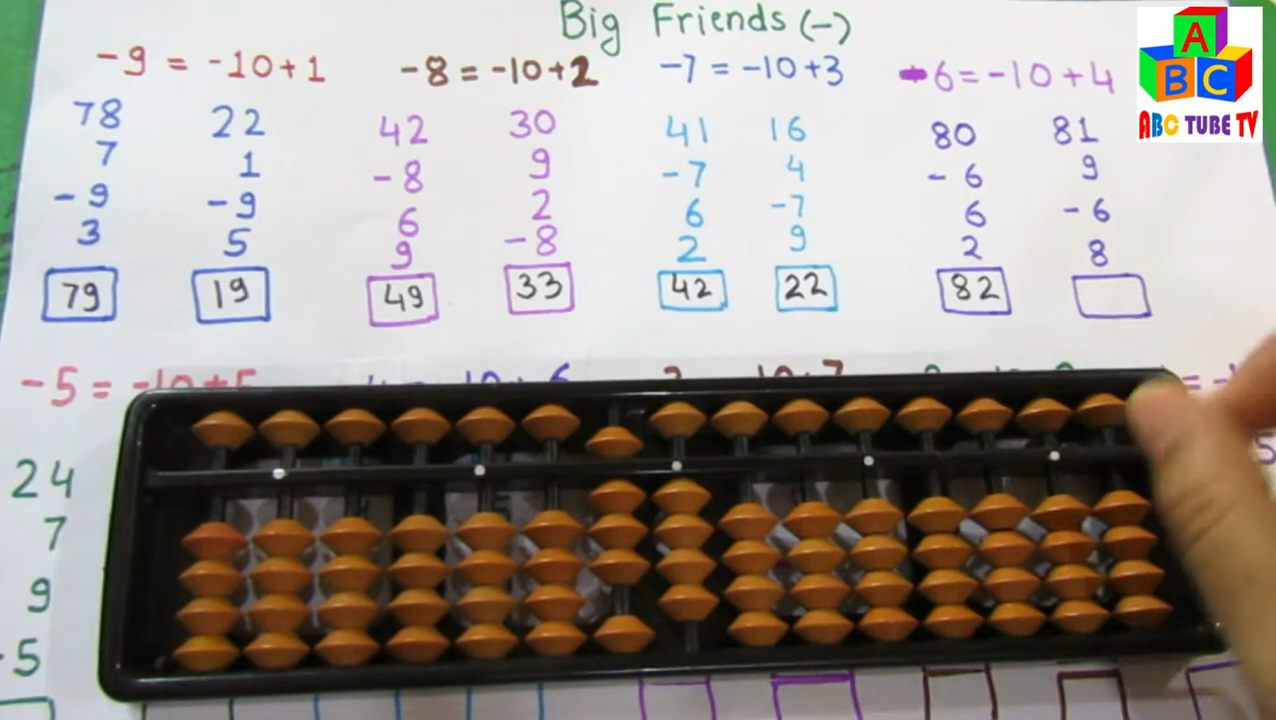 Big Friends (-)
-9 = -10+1
-8 = -10+2
-7 = -10+3
-6 = -10+4
A
B C
ABC TUBE TV
78 22 42 30 41 16 80 81
7 1 -8 9 -7 4 -6 9
-9 -9 6 2 6 -7 6 -6
3 5 9 -8 2 9 2 8
79 19 49 33 42 22 82
-5 = -10+5
24
7
9
-5